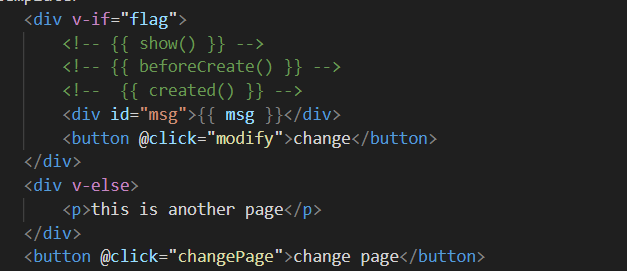 <div v-if="flag">
<!-- {{ show() }} -->
<!-- {{ beforeCreate() }} -->
<!--  {{ created() }} -->
<div id="msg">{{ msg }}</div>
<button @click="modify">change</button>
</div>
<div v-else>
<p>this is another page</p>
</div>
<button @click="changePage">change page</button>